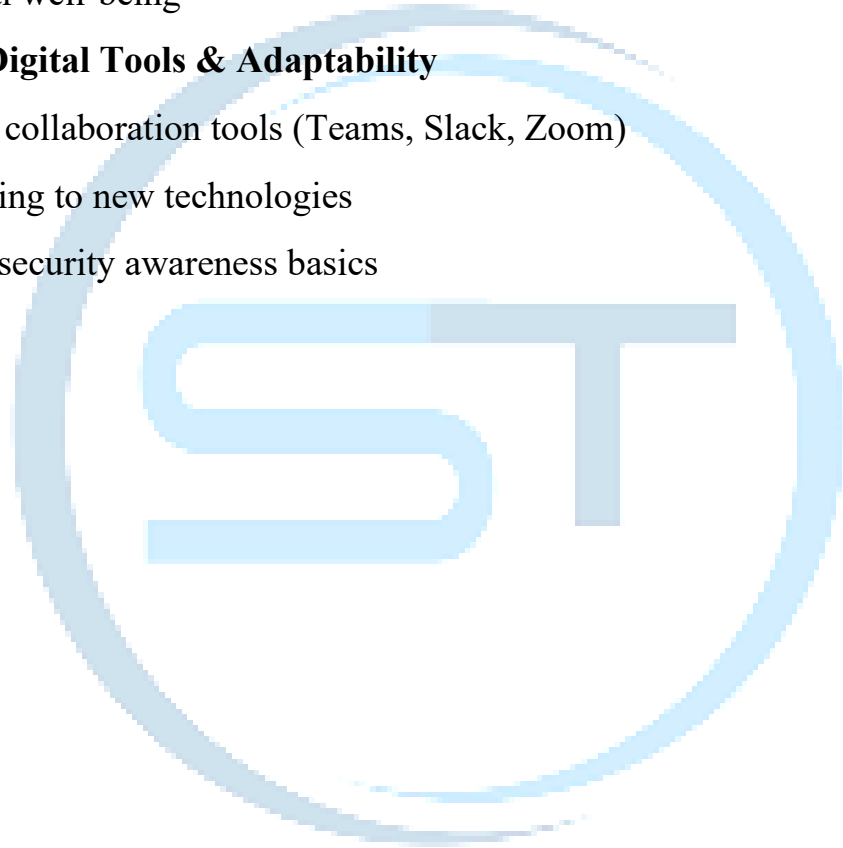 well-being
Digital Tools & Adaptability
collaboration tools (Teams, Slack, Zoom)
ing to new technologies
security awareness basics
ST